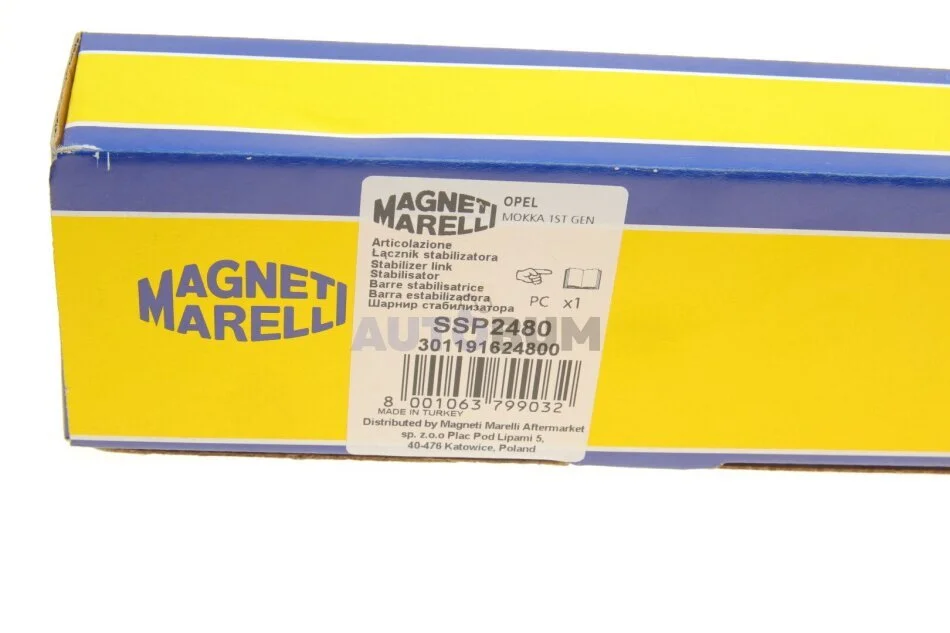 MAGNETI
MARELLI
OPEL
MOKKA 1ST GEN
Articolazione
Łącznik stabilizatora
Stabilizer link
Stabilisator
Barre stabilisatrice
Barra estabilizadora
Шарнир стабилизатора
PC x1
SSP2480
301191624800
8 001063 799032
MADE IN TURKEY
Distributed by Magneti Marelli Aftermarket
sp. z.o.o Plac Pod Lipami 5,
40-476 Katowice, Poland
MAGNETI
MARELLI
AUTOBUM